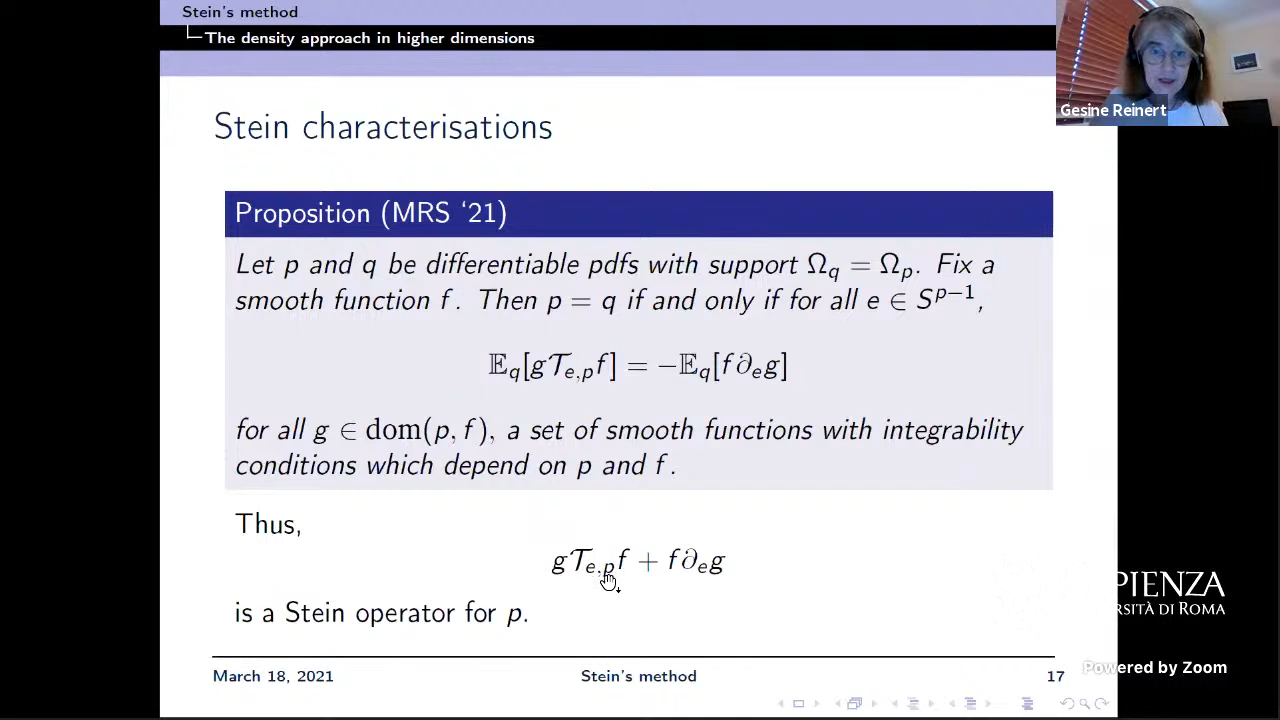 Stein's method
The density approach in higher dimensions
Gesine Reinert
Stein characterisations
Proposition (MRS '21)
Let p and q be differentiable pdfs with support Ω_q = Ω_p. Fix a
smooth function f. Then p = q if and only if for all e ∈ S^{p−1},
𝔼_q[g𝒯_{e,p}f] = −𝔼_q[f∂_e g]
for all g ∈ dom(p, f), a set of smooth functions with integrability
conditions which depend on p and f.
Thus,
g𝒯_{e,p}f + f∂_e g
is a Stein operator for p.
PIENZA
RSITÀ DI ROMA
Powered by Zoom
March 18, 2021 Stein's method 17